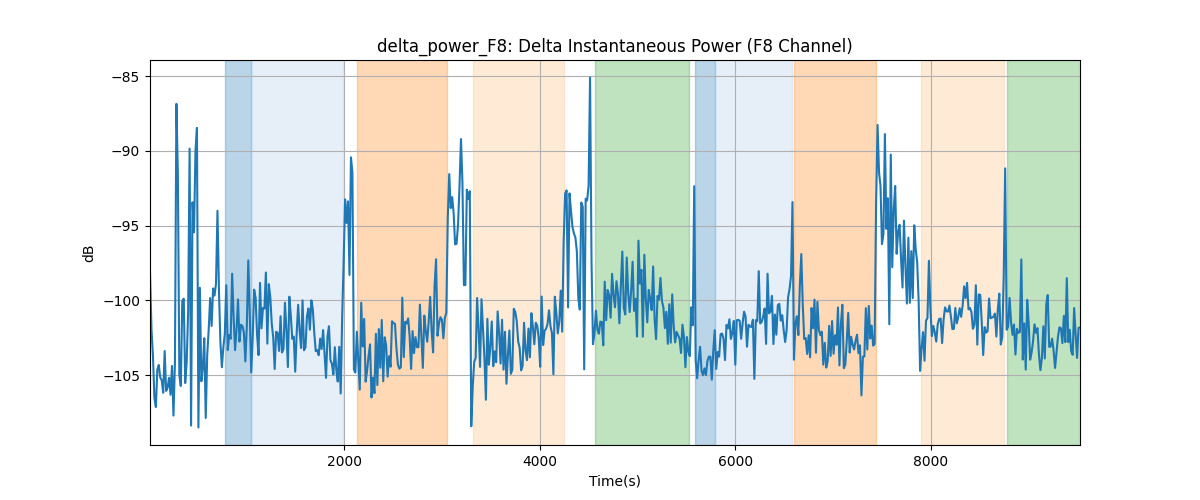 delta_power_F8: Delta Instantaneous Power (F8 Channel)
−85
−90
−95
−100
−105
dB
2000 4000 6000 8000
Time(s)